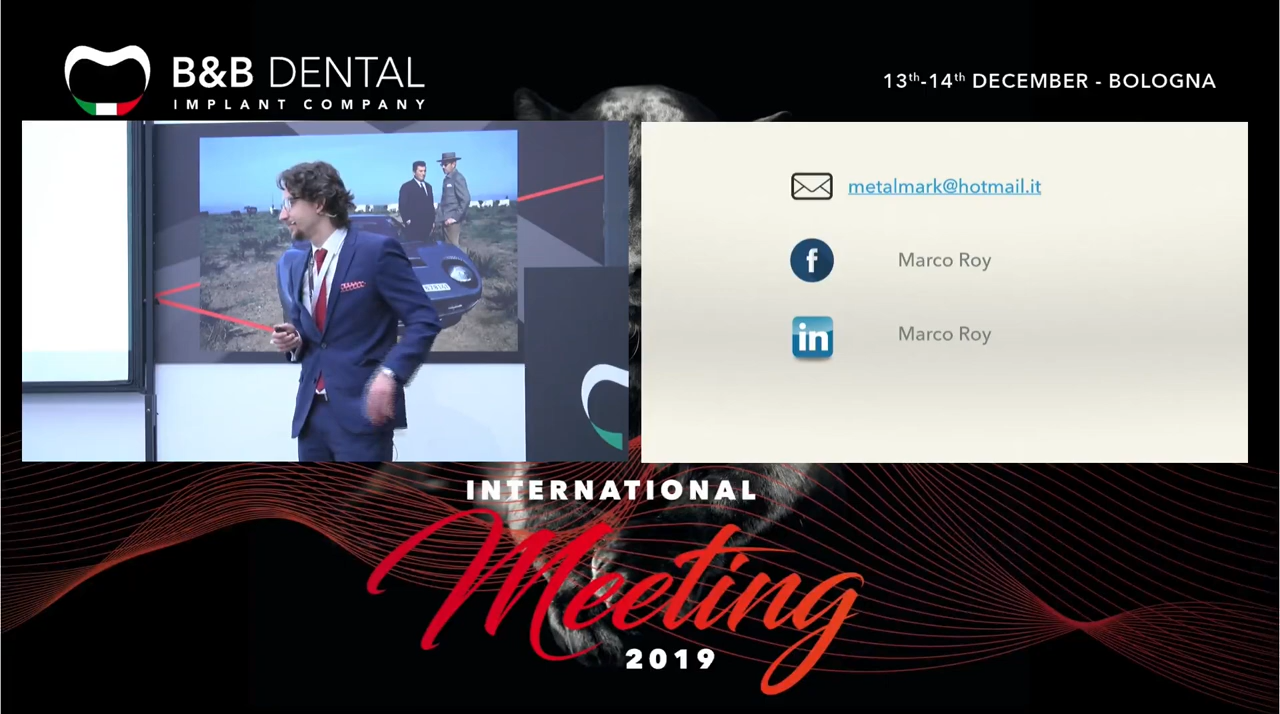 B&B DENTAL
IMPLANT COMPANY
13th-14th DECEMBER - BOLOGNA
metalmark@hotmail.it
Marco Roy
Marco Roy
INTERNATIONAL
Meeting
2019